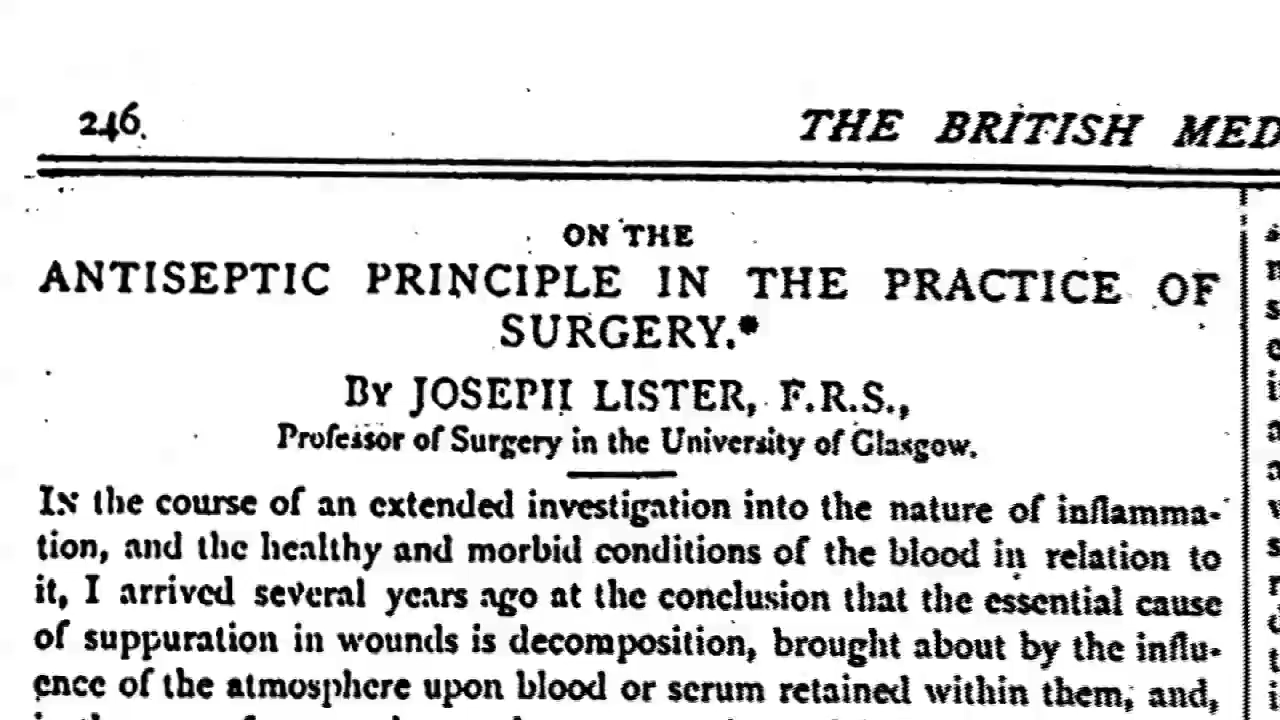 246.
THE BRITISH MED
ON THE
ANTISEPTIC PRINCIPLE IN THE PRACTICE OF
SURGERY.*
BY JOSEPH LISTER, F.R.S.,
Professor of Surgery in the University of Glasgow.
IN the course of an extended investigation into the nature of inflamma-
tion, and the healthy and morbid conditions of the blood in relation to
it, I arrived several years ago at the conclusion that the essential cause
of suppuration in wounds is decomposition, brought about by the influ-
ence of the atmosphere upon blood or serum retained within them, and,